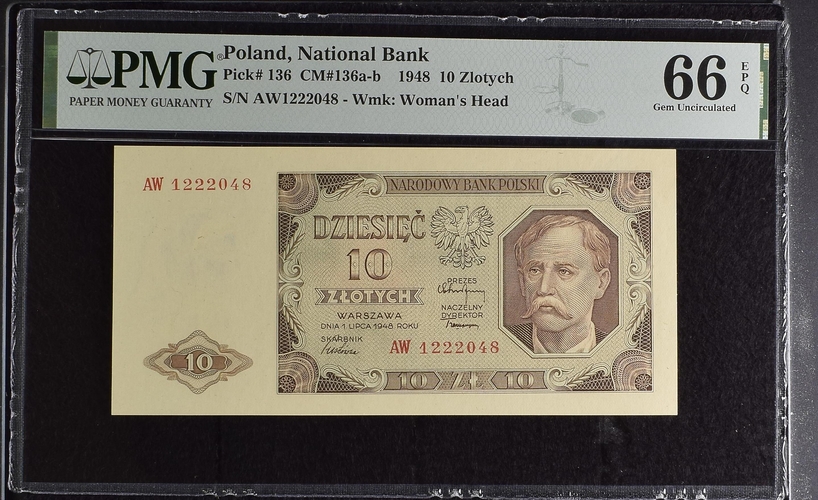 PMG®
PAPER MONEY GUARANTY
Poland, National Bank
Pick# 136 CM#136a-b 1948 10 Zlotych
S/N AW1222048 - Wmk: Woman's Head
66
EPQ
Gem Uncirculated
AW 1222048
NARODOWY BANK POLSKI
DZIESIĘĆ
10
ZŁOTYCH
WARSZAWA
DNIA 1 LIPCA 1948 ROKU
SKARBNIK
PREZES
NACZELNY
DYREKTOR
AW 1222048
10
10 ZŁ 10